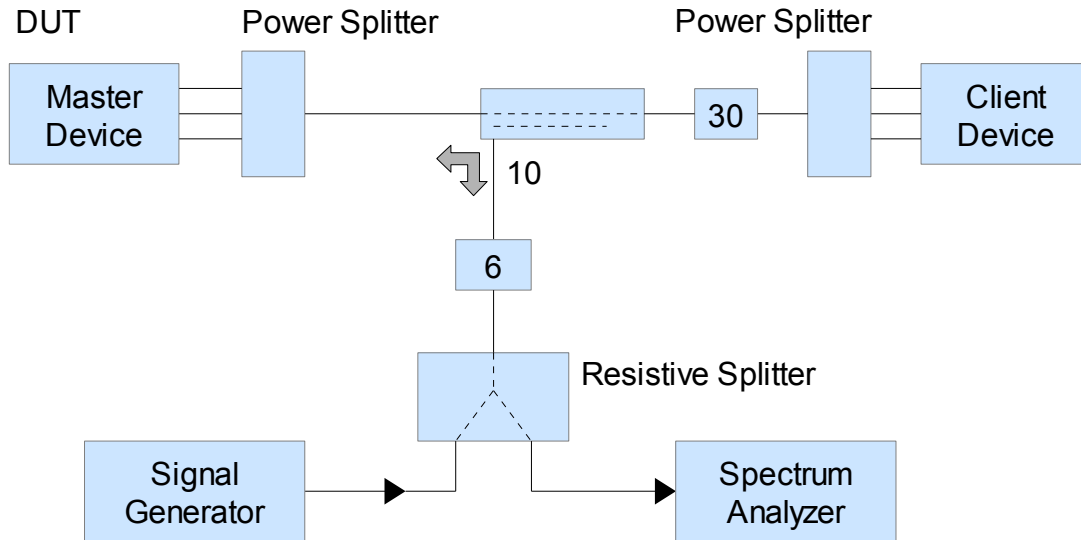 DUT
Power Splitter
Power Splitter
Master
Device
30
Client
Device
10
6
Resistive Splitter
Signal
Generator
Spectrum
Analyzer